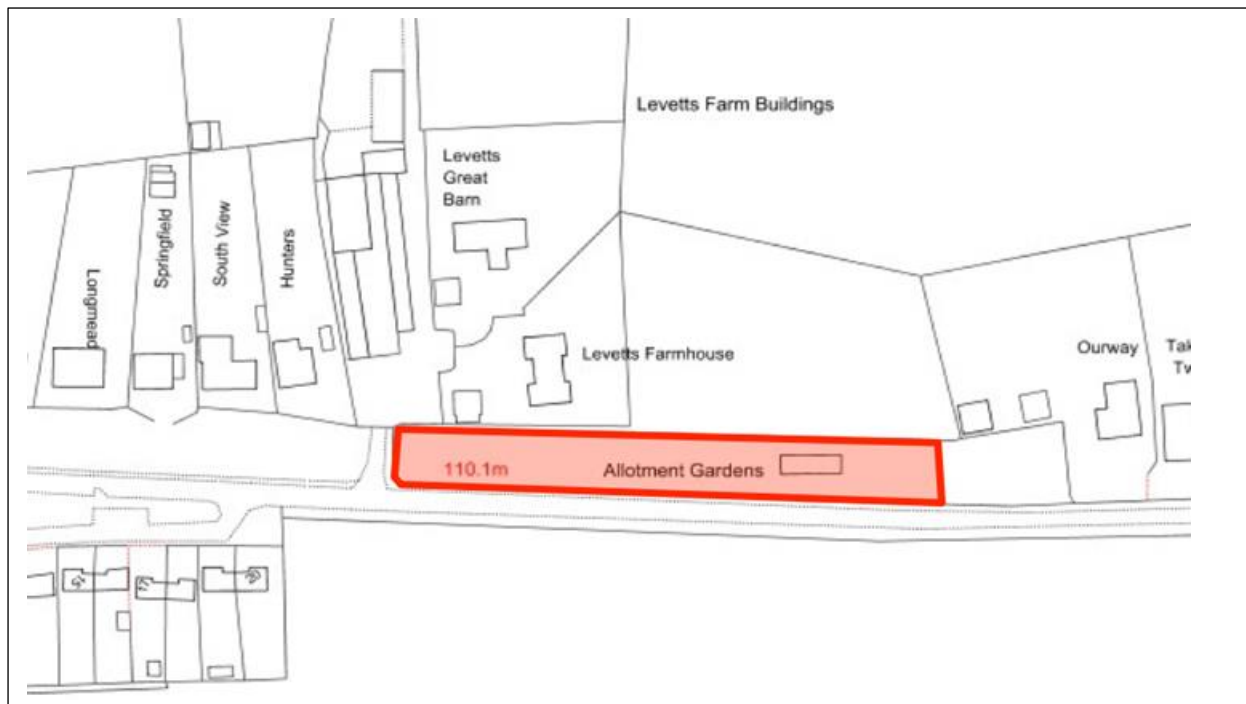 Levetts Farm Buildings
Levetts
Great
Barn
Longmead
Springfield
South View
Hunters
Levetts Farmhouse
Ourway
110.1m
Allotment Gardens